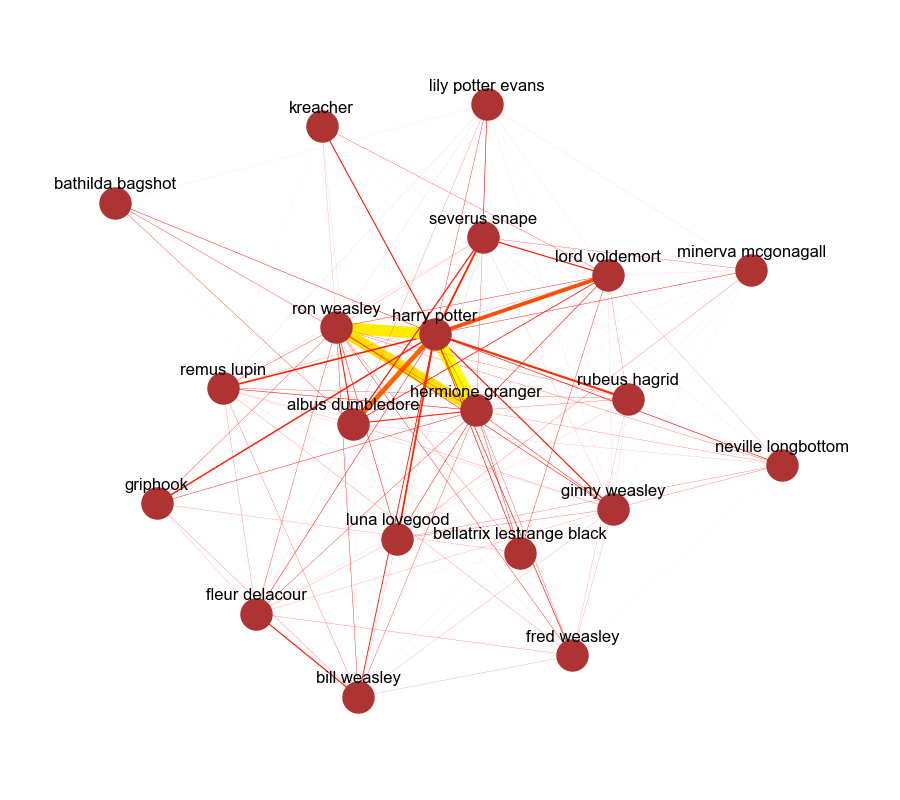 lily potter evans
kreacher
bathilda bagshot
severus snape
minerva mcgonagall
lord voldemort
ron weasley
harry potter
remus lupin
rubeus hagrid
hermione granger
albus dumbledore
neville longbottom
griphook
ginny weasley
luna lovegood
bellatrix lestrange black
fleur delacour
fred weasley
bill weasley